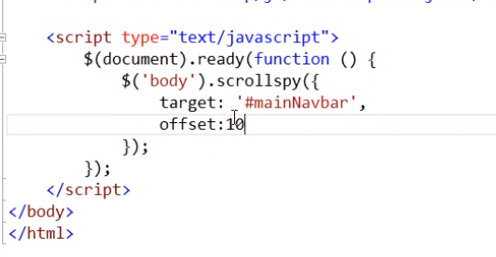 <script type="text/javascript">
$(document).ready(function () {
$('body').scrollspy({
target: '#mainNavbar',
offset:10
});
});
</script>
</body>
</html>